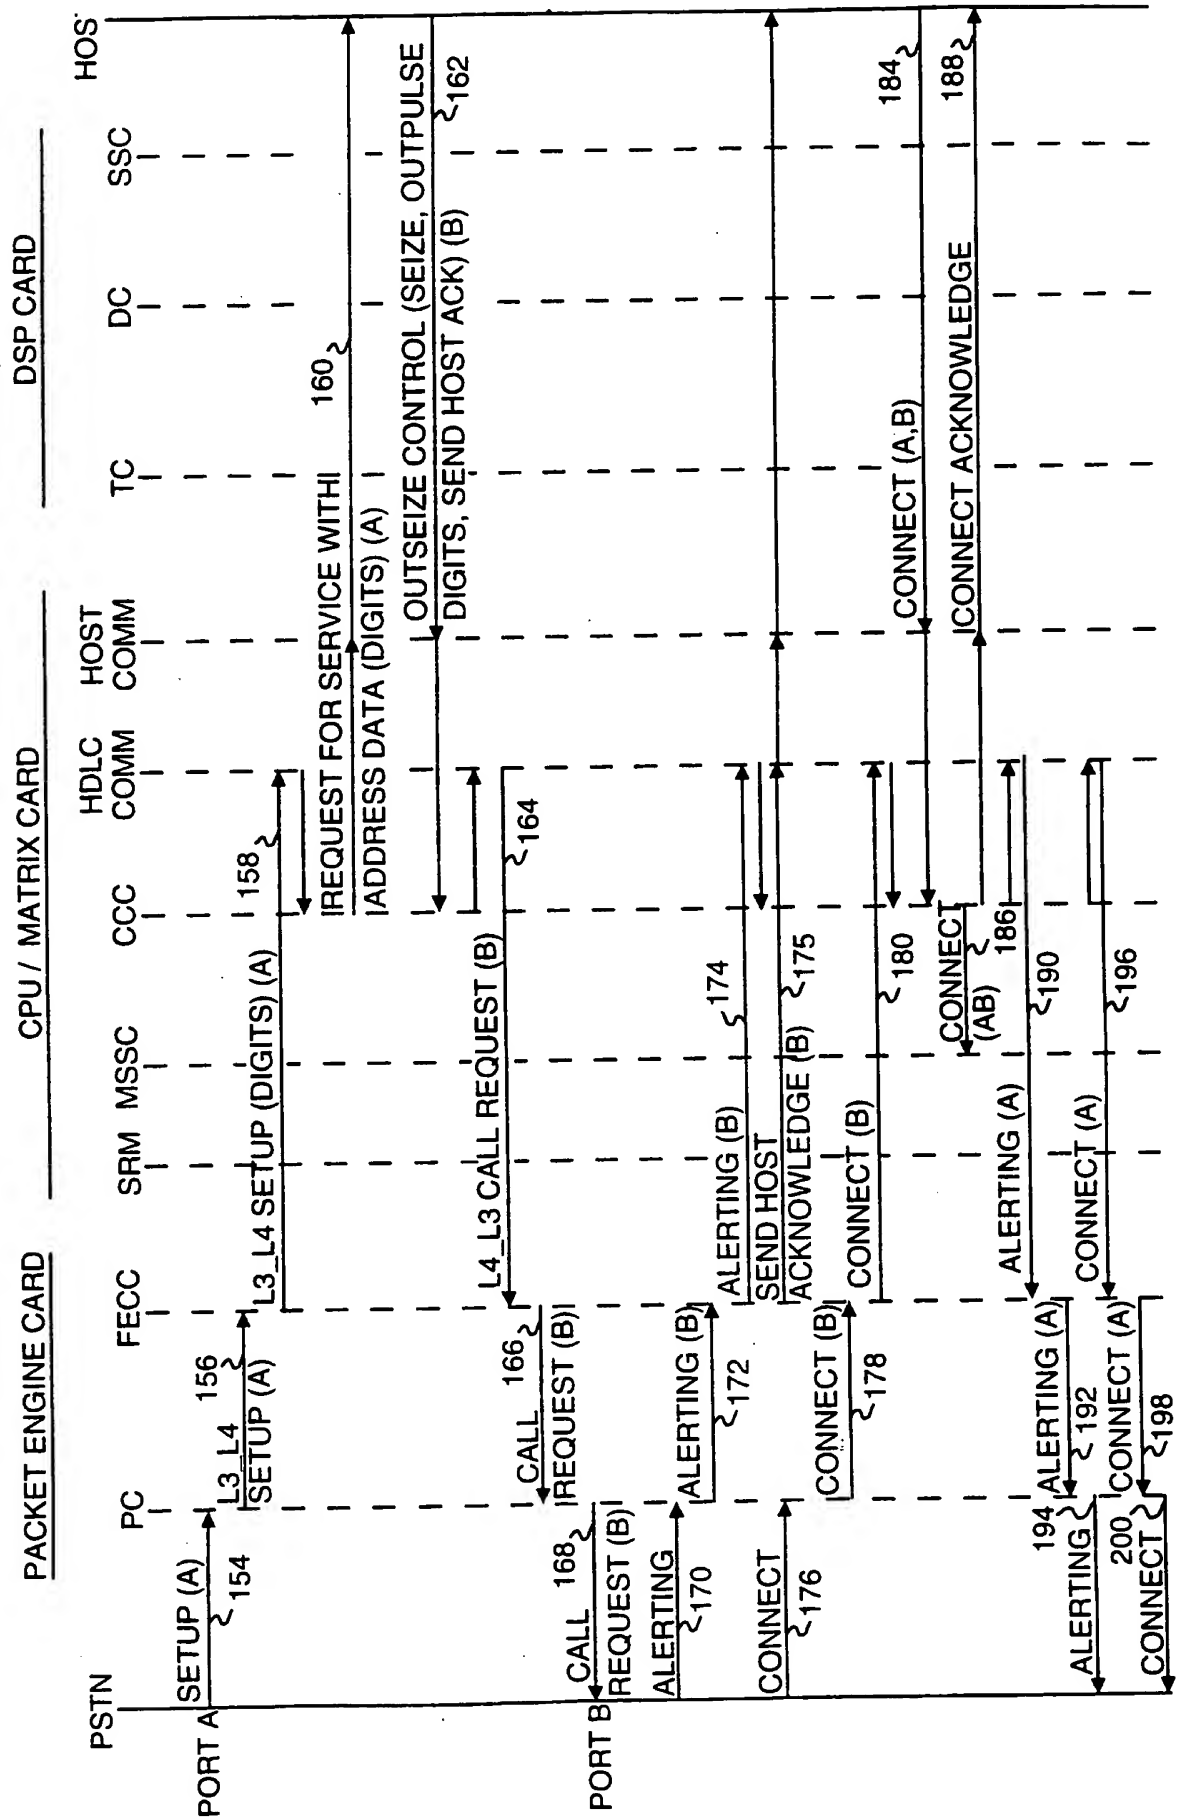 PACKET ENGINE CARD
CPU / MATRIX CARD
DSP CARD
PSTN
PC
FECC
SRM
MSSC
CCC
HDLC
COMM
HOST
COMM
TC
DC
SSC
HOS
PORT A
SETUP (A)
154
L3_L4
SETUP (A)
156
L3_L4 SETUP (DIGITS) (A)
158
REQUEST FOR SERVICE WITH
ADDRESS DATA (DIGITS) (A)
160
OUTSEIZE CONTROL (SEIZE, OUTPULSE
DIGITS, SEND HOST ACK) (B)
162
L4_L3 CALL REQUEST (B)
164
CALL
REQUEST (B)
166
PORT B
CALL
REQUEST (B)
168
ALERTING
170
ALERTING (B)
172
ALERTING (B)
174
SEND HOST
ACKNOWLEDGE (B)
175
CONNECT
176
CONNECT (B)
178
CONNECT (B)
180
CONNECT (A,B)
184
CONNECT
(AB)
186
CONNECT ACKNOWLEDGE
188
ALERTING (A)
190
ALERTING (A)
192
ALERTING
194
CONNECT (A)
196
CONNECT (A)
198
CONNECT
200